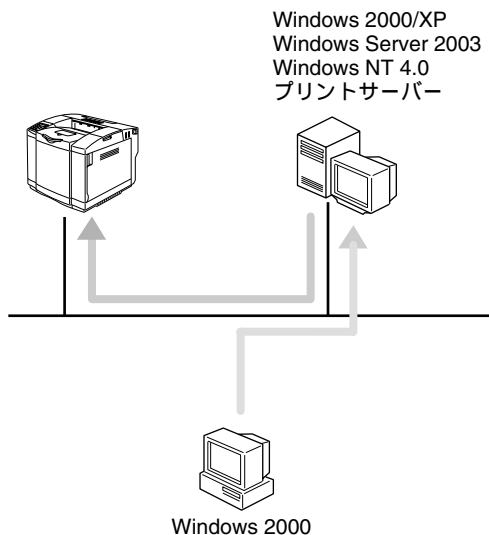 Windows 2000/XP
Windows Server 2003
Windows NT 4.0
プリントサーバー
Windows 2000